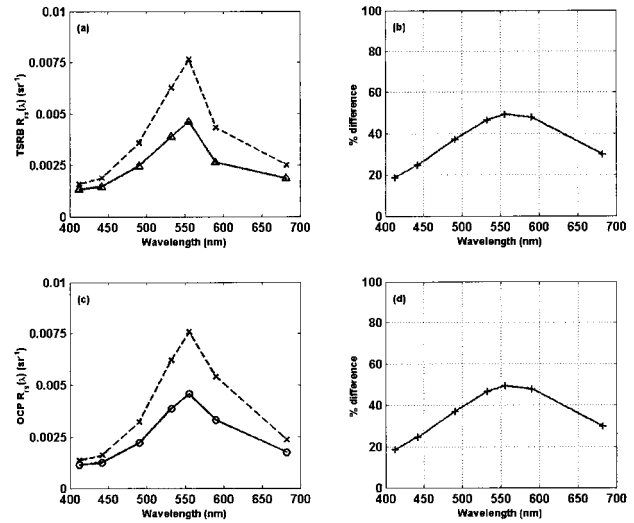 (a)
TSRB Rrs(λ) (sr-1)
0.01
0.0075
0.005
0.0025
0
400 450 500 550 600 650 700
Wavelength (nm)
(b)
% difference
100
80
60
40
20
0
400 450 500 550 600 650 700
Wavelength (nm)
(c)
OCP Rrs(λ) (sr-1)
0.01
0.0075
0.005
0.0025
0
400 450 500 550 600 650 700
Wavelength (nm)
(d)
% difference
100
80
60
40
20
0
400 450 500 550 600 650 700
Wavelength (nm)